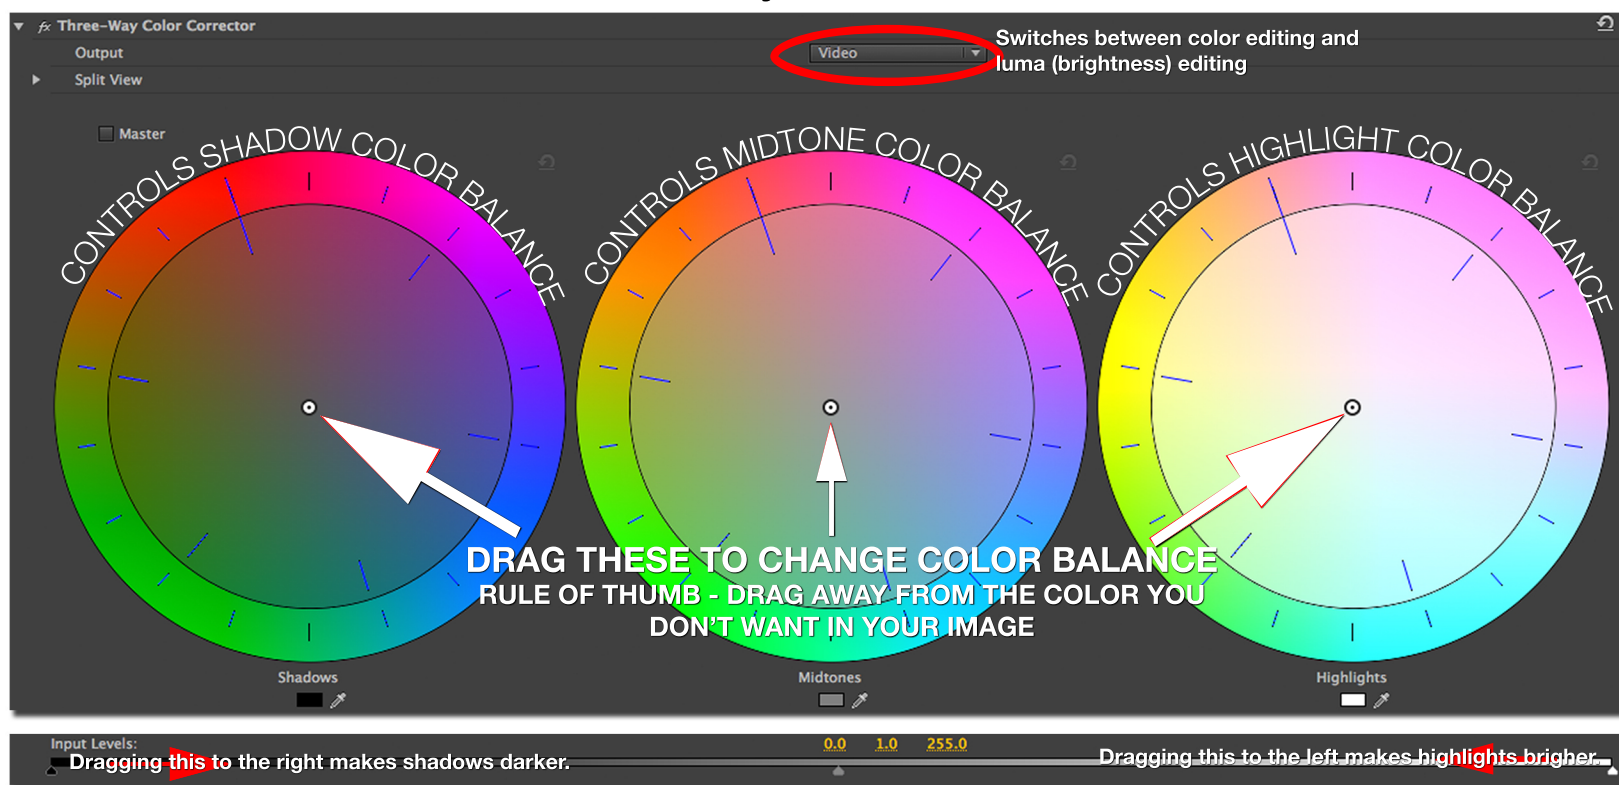 fx Three-Way Color Corrector
Output
Video
Switches between color editing and
luma (brightness) editing
Split View
Master
CONTROLS SHADOW COLOR BALANCE
CONTROLS MIDTONE COLOR BALANCE
CONTROLS HIGHLIGHT COLOR BALANCE
DRAG THESE TO CHANGE COLOR BALANCE
RULE OF THUMB - DRAG AWAY FROM THE COLOR YOU
DON'T WANT IN YOUR IMAGE
Shadows
Midtones
Highlights
Input Levels:
0.0 1.0 255.0
Dragging this to the right makes shadows darker.
Dragging this to the left makes highlights brigher.